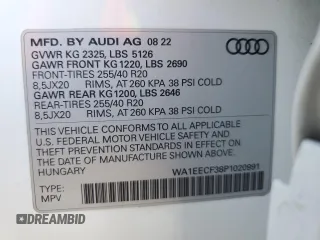 MFD. BY AUDI AG 08 22
GVWR KG 2325, LBS 5126
GAWR FRONT KG1220, LBS 2690
FRONT-TIRES 255/40 R20
8,5JX20 RIMS, AT 260 KPA 38 PSI COLD
GAWR REAR KG1200, LBS 2646
REAR-TIRES 255/40 R20
8,5JX20 RIMS, AT 260 KPA 38 PSI COLD
THIS VEHICLE CONFORMS TO ALL APPLICABLE
U.S. FEDERAL MOTOR VEHICLE SAFETY AND
THEFT PREVENTION STANDARDS IN EFFECT ON
THE DATE OF MANUFACTURE SHOWN ABOVE.
HUNGARY
WA1EECF38P1020991
TYPE:
MPV
AUTOBIDMASTER